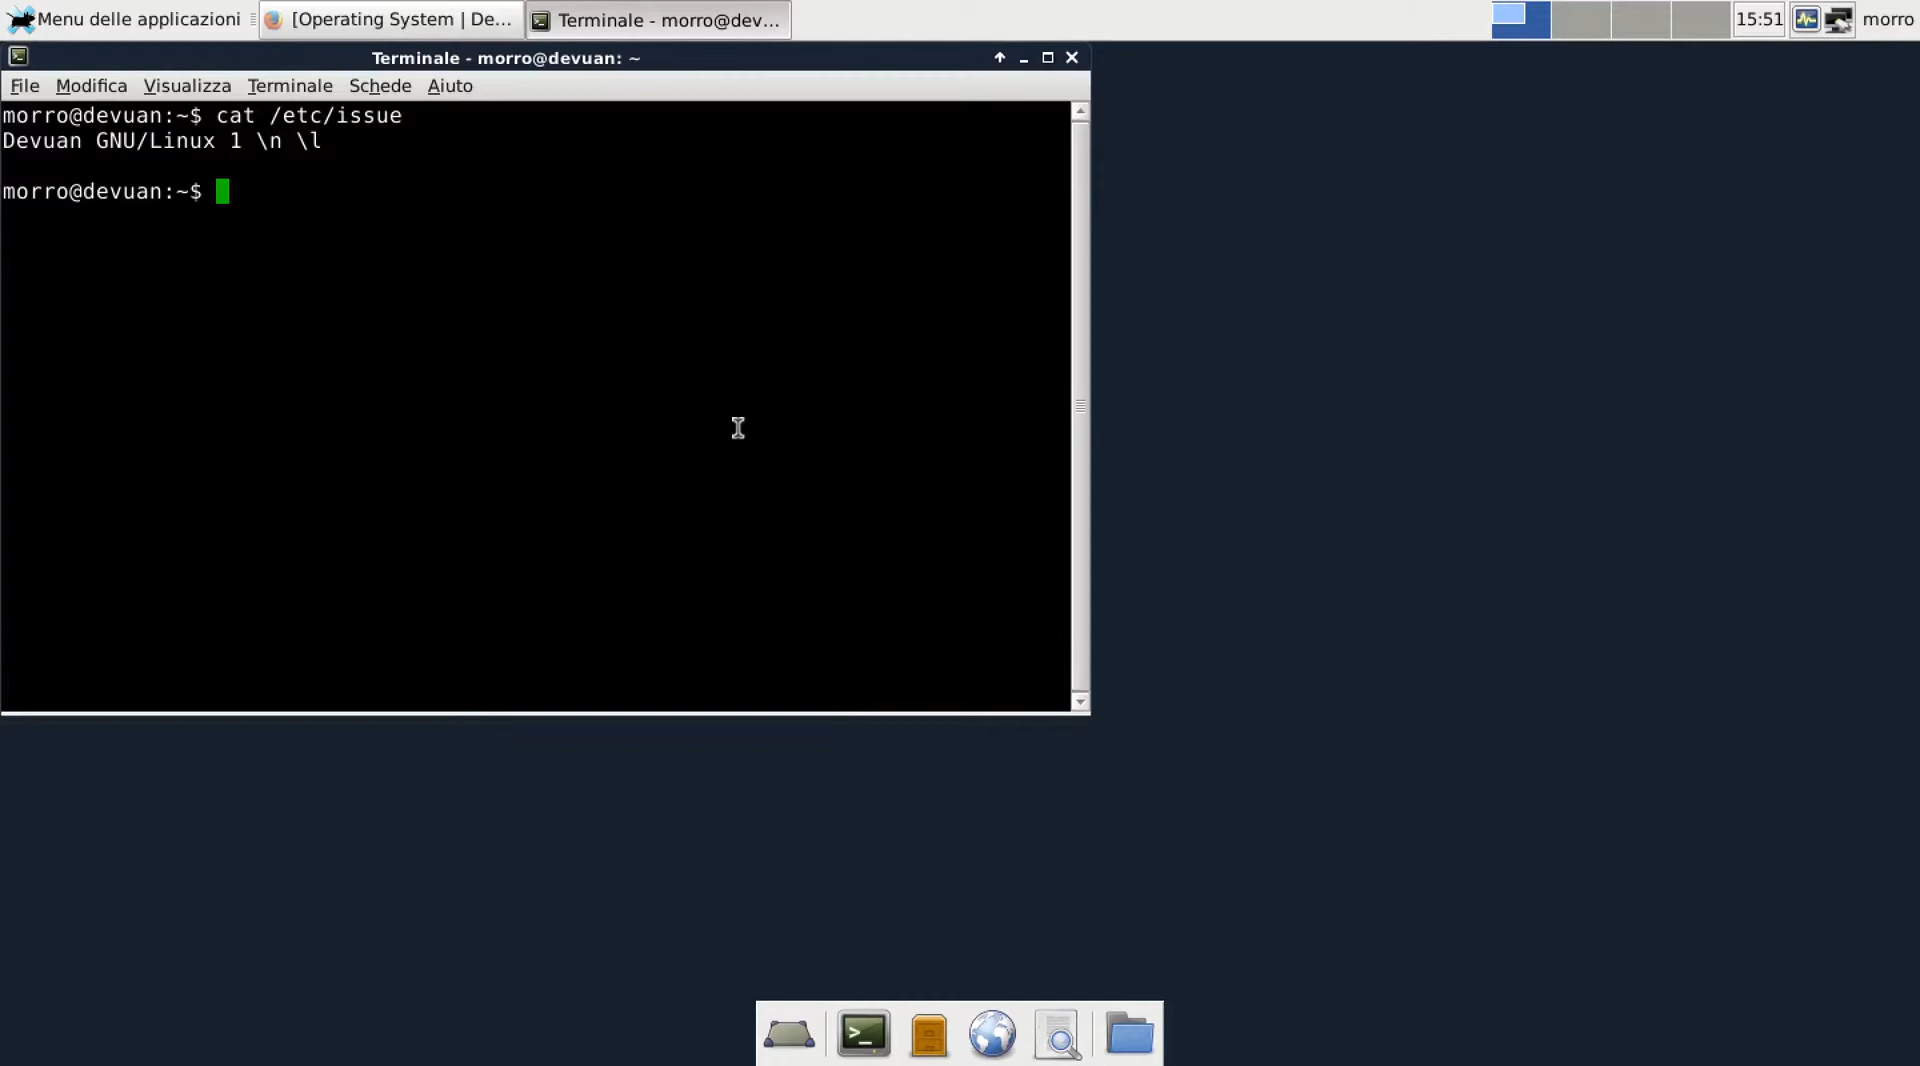 Menu delle applicazioni
[Operating System | De...
Terminale - morro@dev...
15:51
morro
Terminale - morro@devuan: ~
File Modifica Visualizza Terminale Schede Aiuto
morro@devuan:~$ cat /etc/issue
Devuan GNU/Linux 1 \n \l
morro@devuan:~$